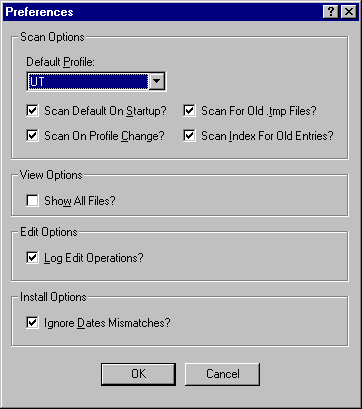 Preferences
Scan Options
Default Profile:
UT
Scan Default On Startup? Scan For Old .tmp Files?
Scan On Profile Change? Scan Index For Old Entries?
View Options
Show All Files?
Edit Options
Log Edit Operations?
Install Options
Ignore Dates Mismatches?
OK Cancel